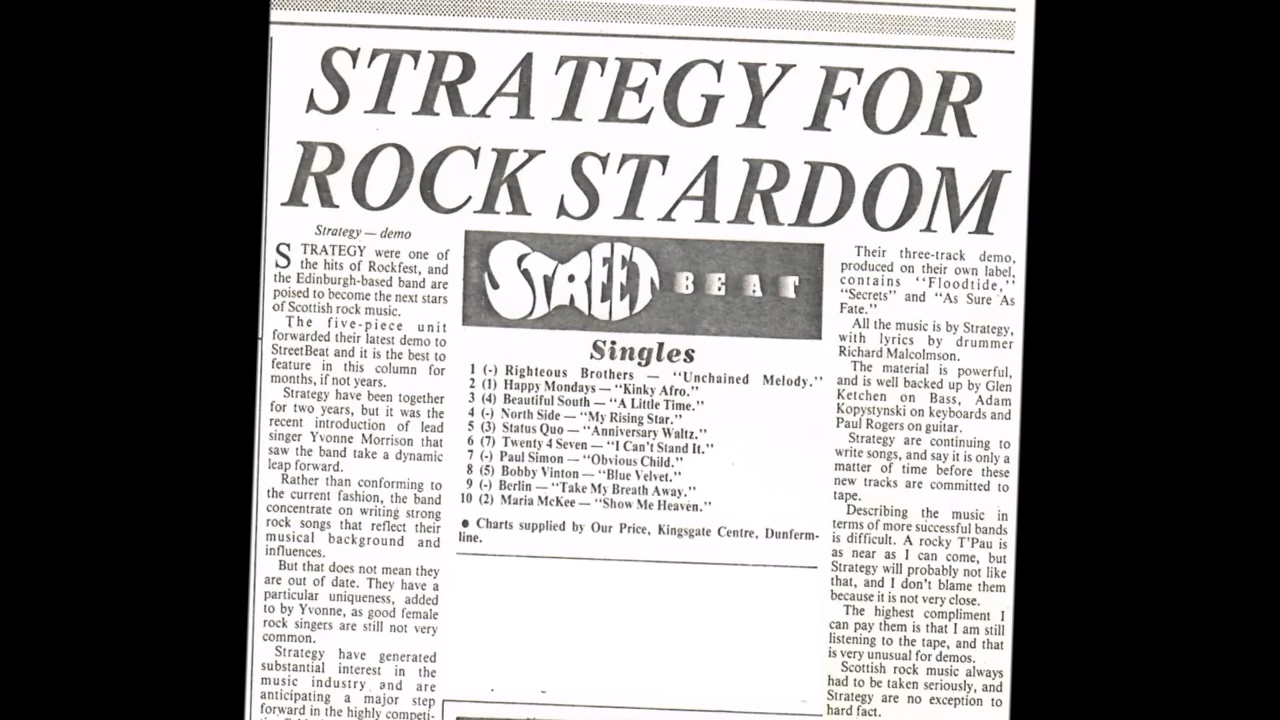 STRATEGY FOR
ROCK STARDOM
Strategy — demo
STRATEGY were one of
the hits of Rockfest, and
the Edinburgh-based band are
poised to become the next stars
of Scottish rock music.
The five-piece unit
forwarded their latest demo to
StreetBeat and it is the best to
feature in this column for
months, if not years.
Strategy have been together
for two years, but it was the
recent introduction of lead
singer Yvonne Morrison that
saw the band take a dynamic
leap forward.
Rather than conforming to
the current fashion, the band
concentrate on writing strong
rock songs that reflect their
musical background and
influences.
But that does not mean they
are out of date. They have a
particular uniqueness, added
to by Yvonne, as good female
rock singers are still not very
common.
Strategy have generated
substantial interest in the
music industry and are
anticipating a major step
forward in the highly competi-
STREET BEAT
Singles
1 (-) Righteous Brothers — “Unchained Melody.”
2 (1) Happy Mondays — “Kinky Afro.”
3 (4) Beautiful South — “A Little Time.”
4 (-) North Side — “My Rising Star.”
5 (3) Status Quo — “Anniversary Waltz.”
6 (7) Twenty 4 Seven — “I Can’t Stand It.”
7 (-) Paul Simon — “Obvious Child.”
8 (5) Bobby Vinton — “Blue Velvet.”
9 (-) Berlin — “Take My Breath Away.”
10 (2) Maria McKee — “Show Me Heaven.”
● Charts supplied by Our Price, Kingsgate Centre, Dunferm-
line.
Their three-track demo,
produced on their own label,
contains “Floodtide,”
“Secrets” and “As Sure As
Fate.”
All the music is by Strategy,
with lyrics by drummer
Richard Malcolmson.
The material is powerful,
and is well backed up by Glen
Ketchen on Bass, Adam
Kopystynski on keyboards and
Paul Rogers on guitar.
Strategy are continuing to
write songs, and say it is only a
matter of time before these
new tracks are committed to
tape.
Describing the music in
terms of more successful bands
is difficult. A rocky T’Pau is
as near as I can come, but
Strategy will probably not like
that, and I don’t blame them
because it is not very close.
The highest compliment I
can pay them is that I am still
listening to the tape, and that
is very unusual for demos.
Scottish rock music always
had to be taken seriously, and
Strategy are no exception to
hard fact.